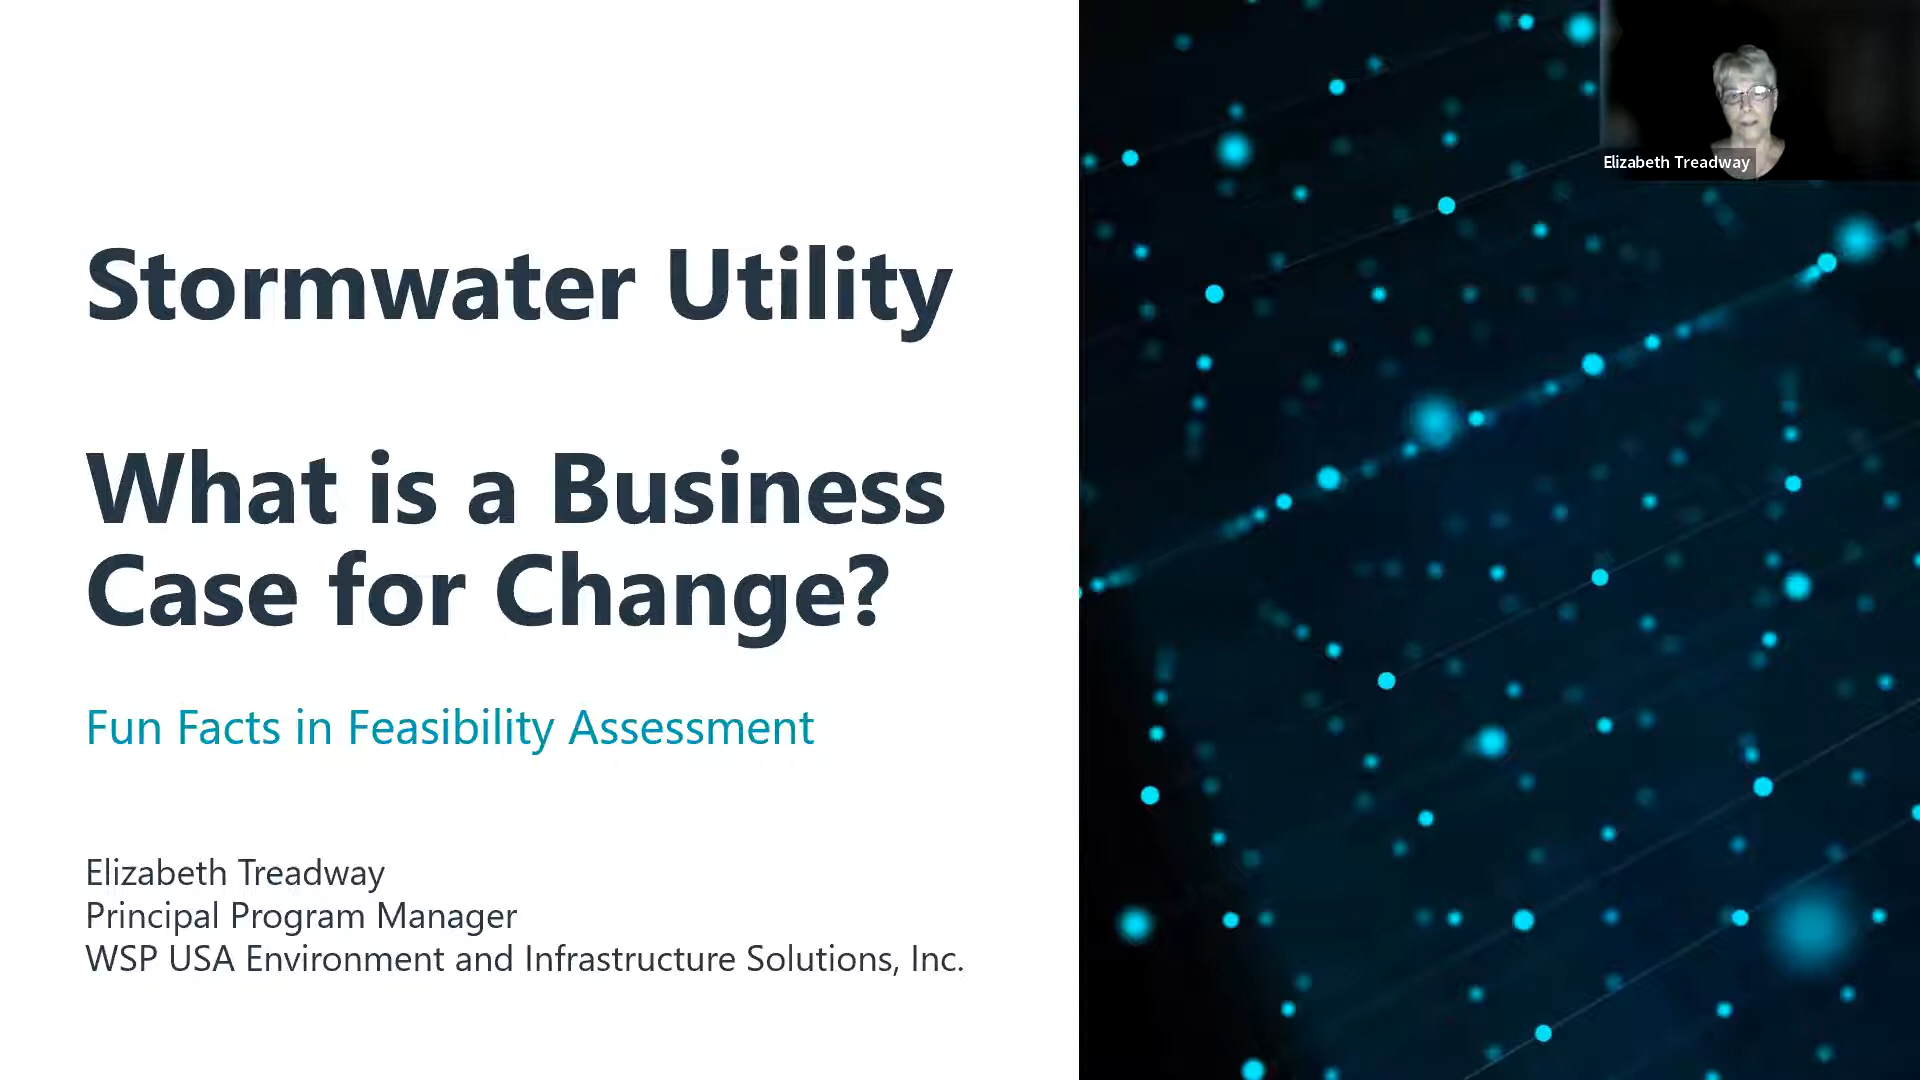 Elizabeth Treadway
Stormwater Utility
What is a Business
Case for Change?
Fun Facts in Feasibility Assessment
Elizabeth Treadway
Principal Program Manager
WSP USA Environment and Infrastructure Solutions, Inc.